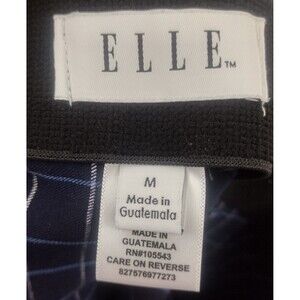 ELLE™
M
Made in
Guatemala
MADE IN
GUATEMALA
RN#105543
CARE ON REVERSE
827576977273